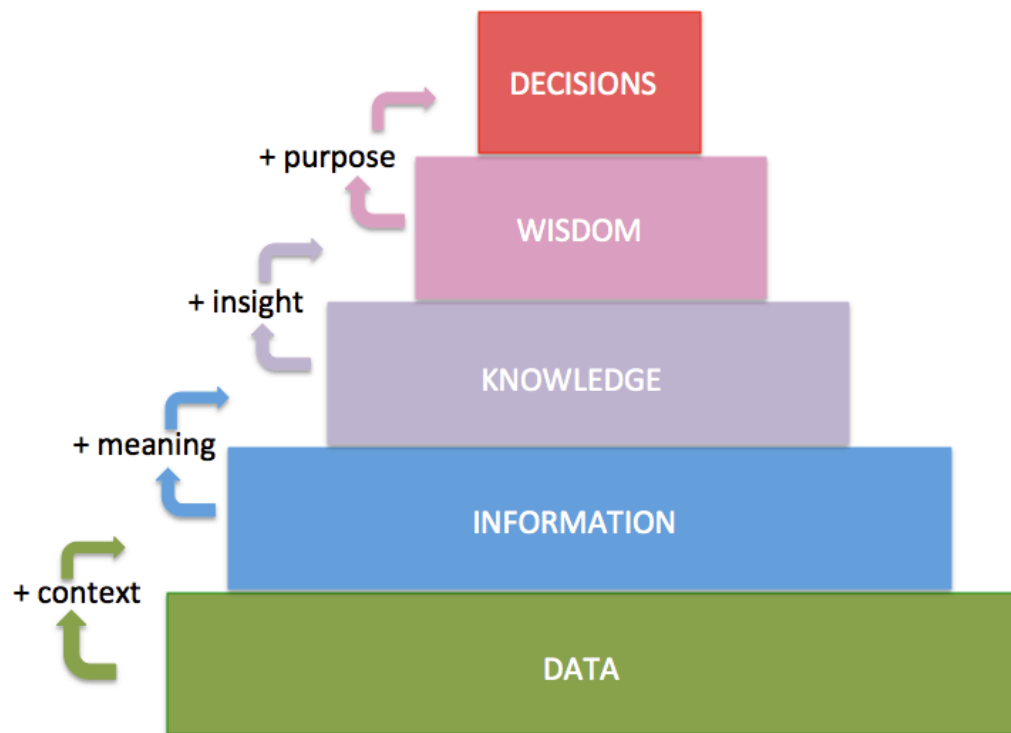 DECISIONS
+ purpose
WISDOM
+ insight
KNOWLEDGE
+ meaning
INFORMATION
+ context
DATA